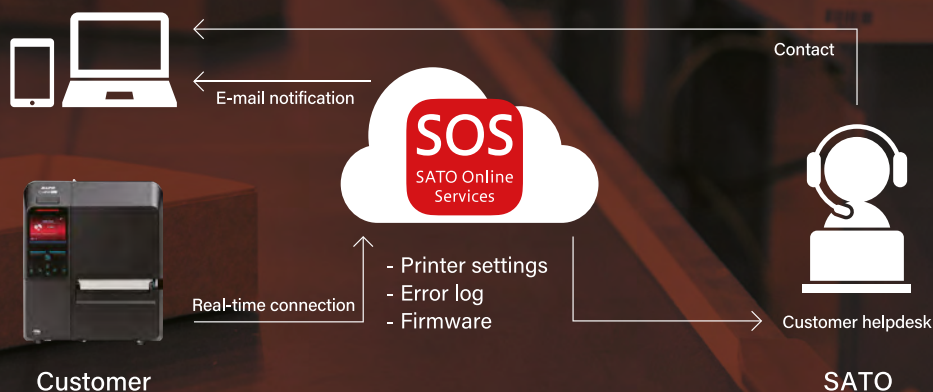 Contact
E-mail notification
SOS
SATO Online
Services
SATO
- Printer settings
- Error log
- Firmware
Real-time connection
Customer helpdesk
Customer
SATO